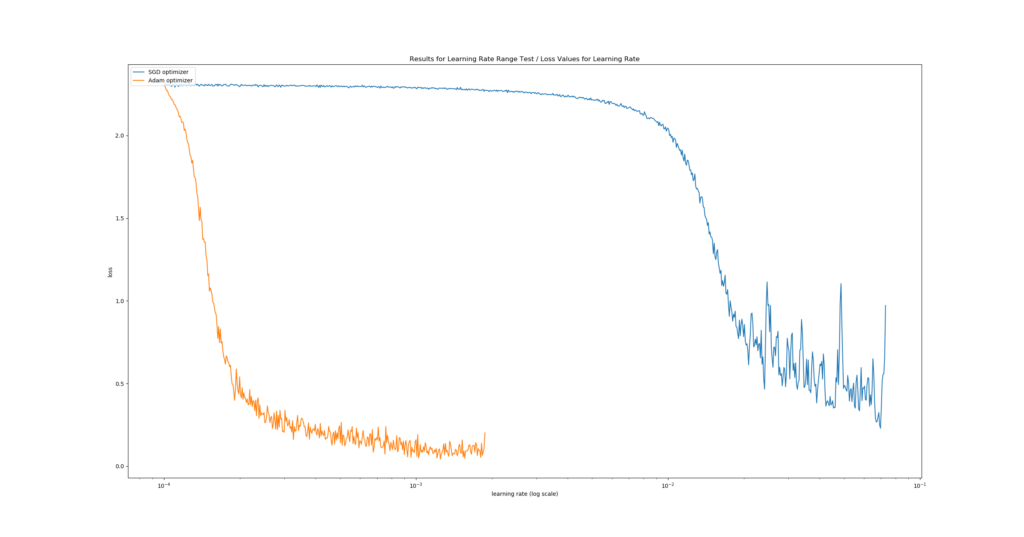 Results for Learning Rate Range Test / Loss Values for Learning Rate
SGD optimizer
Adam optimizer
2.0
1.5
1.0
0.5
0.0
loss
10⁻⁴
10⁻³
10⁻²
10⁻¹
learning rate (log scale)